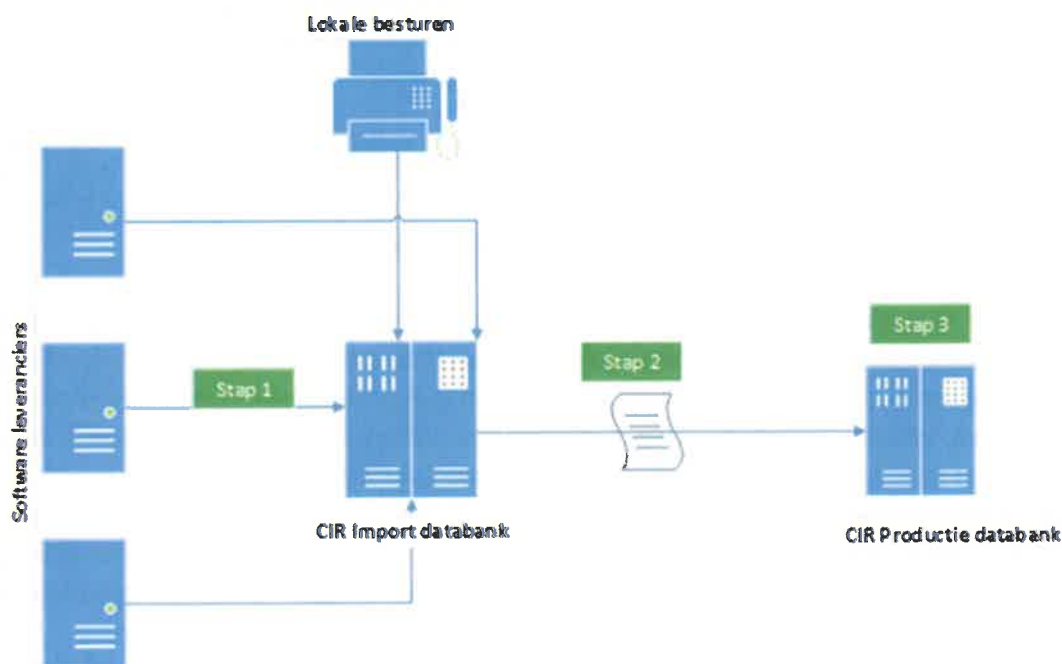 Lokale besturen
Software leveranciers
Stap 1
Stap 2
Stap 3
CIR Import databank
CIR Productie databank